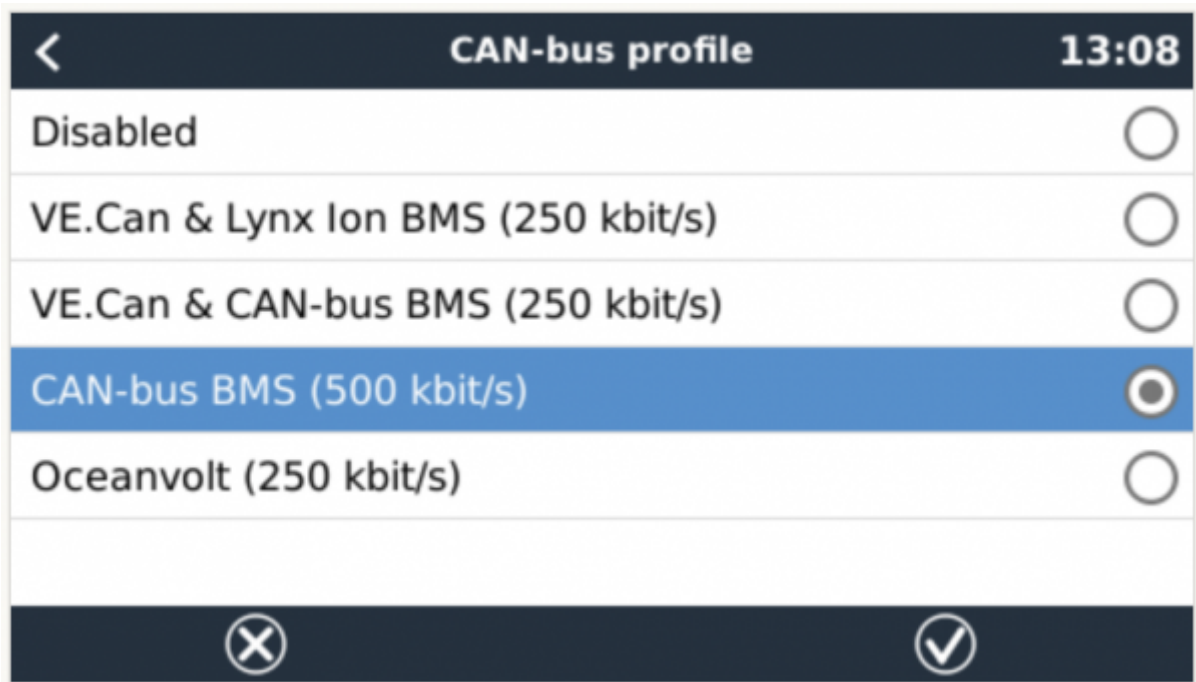 CAN-bus profile 13:08
Disabled
VE.Can & Lynx Ion BMS (250 kbit/s)
VE.Can & CAN-bus BMS (250 kbit/s)
CAN-bus BMS (500 kbit/s)
Oceanvolt (250 kbit/s)